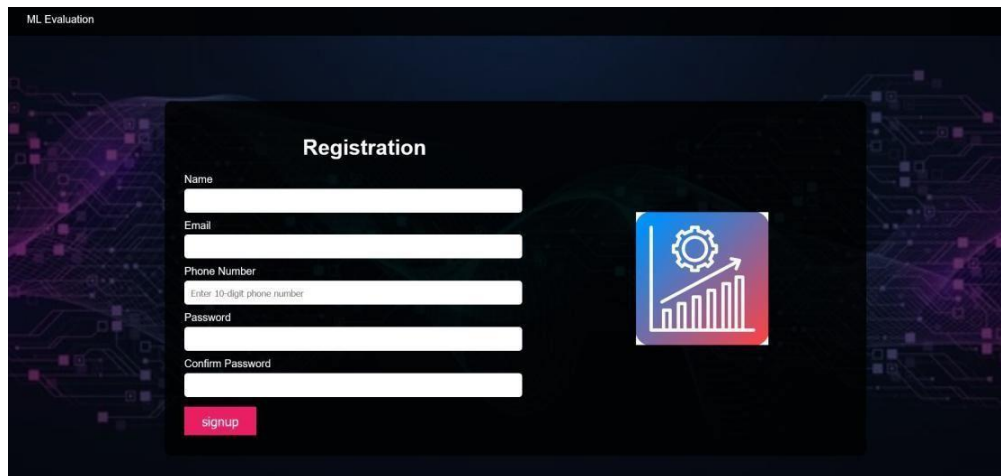 ML Evaluation
Registration
Name
Email
Phone Number
Enter 10-digit phone number
Password
Confirm Password
signup